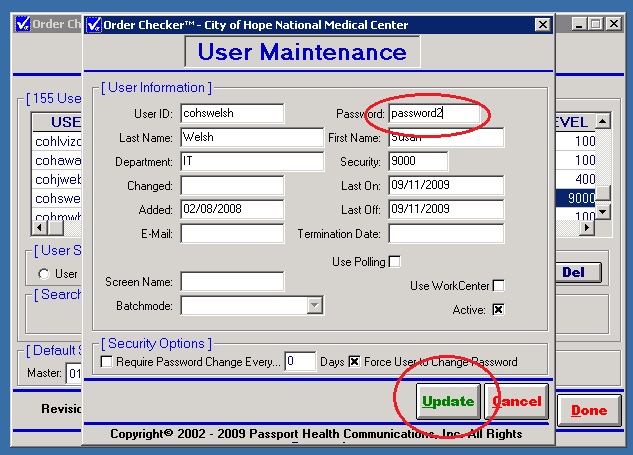 Order Ch
Order Checker™ - City of Hope National Medical Center
User Maintenance
[ 155 Use
[ User Information ]
USE
EVEL
User ID: cohswelsh Password: password2
Last Name: Welsh First Name: Susan
Department: IT Security: 9000
Changed: Last On: 09/11/2009
Added: 02/08/2008 Last Off: 09/11/2009
E-Mail: Termination Date:
cohlvizc 100
cohawa 100
cohjweb 400
cohswe 9000
cohmwh 100
Use Polling
[ User S
User
Del
Screen Name: Use WorkCenter
[ Search
Batchmode: Active:
[ Default S
[ Security Options ]
Master: 01
Require Password Change Every... 0 Days Force User to Change Password
Revisio
Update Cancel
Done
Copyright© 2002 - 2009 Passport Health Communications, Inc. All Rights